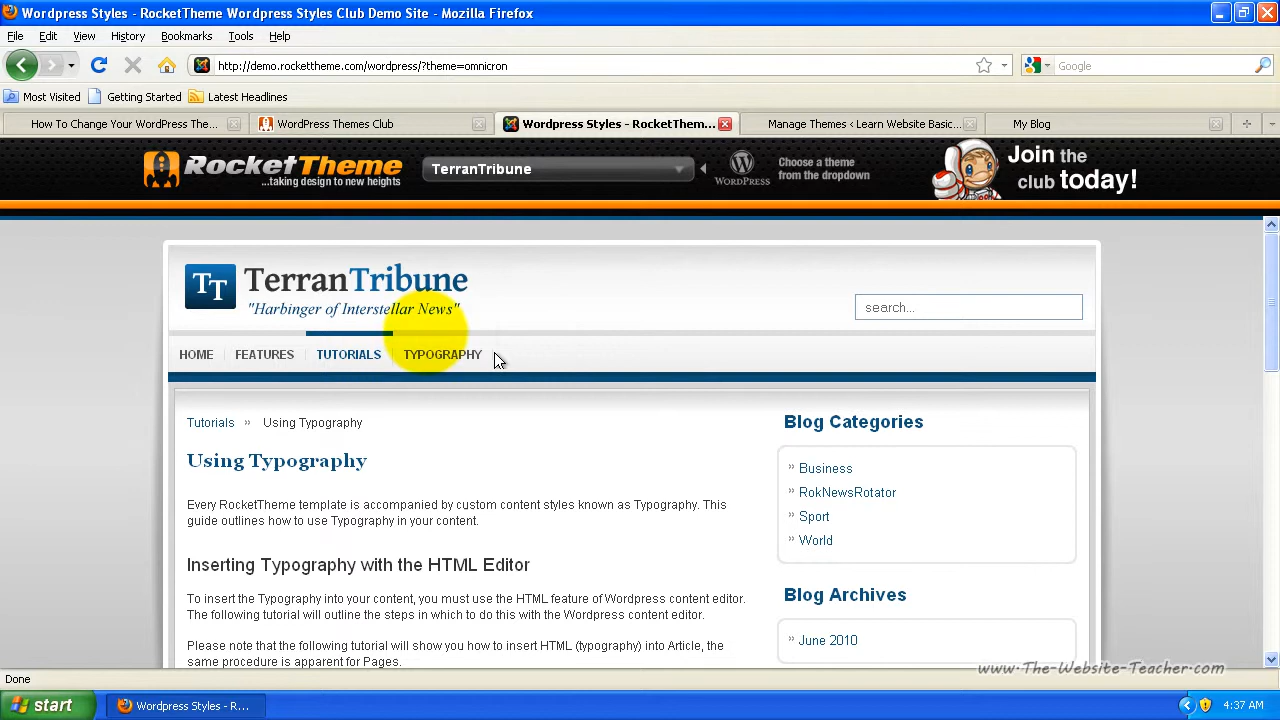 Wordpress Styles - RocketTheme Wordpress Styles Club Demo Site - Mozilla Firefox
File Edit View History Bookmarks Tools Help
http://demo.rockettheme.com/wordpress/?theme=omnicron
Google
Most Visited Getting Started Latest Headlines
How To Change Your WordPress The... WordPress Themes Club Wordpress Styles - RocketThem... Manage Themes ‹ Learn Website Basic... My Blog
RocketTheme
...taking design to new heights
TerranTribune
WORDPRESS
Choose a theme
from the dropdown
Join the
club today!
TT TerranTribune
"Harbinger of Interstellar News"
search...
HOME FEATURES TUTORIALS TYPOGRAPHY
Tutorials » Using Typography
Using Typography
Every RocketTheme template is accompanied by custom content styles known as Typography. This
guide outlines how to use Typography in your content.
Inserting Typography with the HTML Editor
To insert the Typography into your content, you must use the HTML feature of Wordpress content editor.
The following tutorial will outline the steps in which to do this with the Wordpress content editor.
Please note that the following tutorial will show you how to insert HTML (typography) into Article, the
same procedure is apparent for Pages.
Blog Categories
» Business
» RokNewsRotator
» Sport
» World
Blog Archives
» June 2010
www.The-Website-Teacher.com
Done
start
Wordpress Styles - R...
4:37 AM